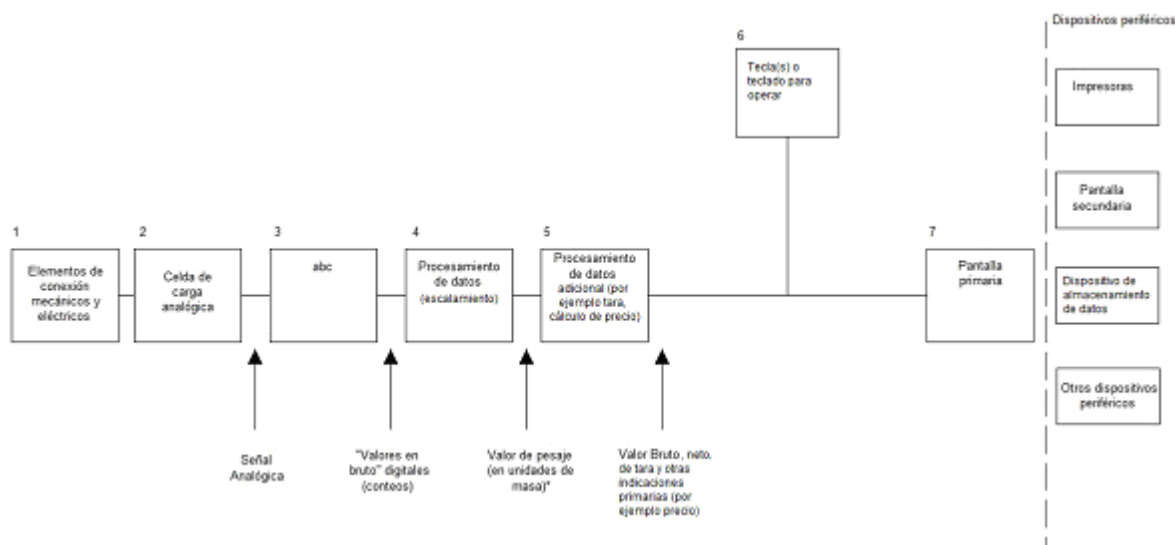 Dispositivos periféricos
6
Tecla(s) o
teclado para
operar
Impresoras
Pantalla
secundaria
1
2
3
4
5
7
Elementos de
conexión
mecánicos y
eléctricos
Celda de
carga
analógica
abc
Procesamiento
de datos
(escalamiento)
Procesamiento
de datos
adicional (por
ejemplo tara,
cálculo de precio)
Pantalla
primaria
Dispositivo de
almacenamiento
de datos
Otros dispositivos
periféricos
Señal
Analógica
"Valores en
bruto" digitales
(conteos)
Valor de pesaje
(en unidades de
masa)*
Valor Bruto, neto.
de tara y otras
indicaciones
primarias (por
ejemplo precio)